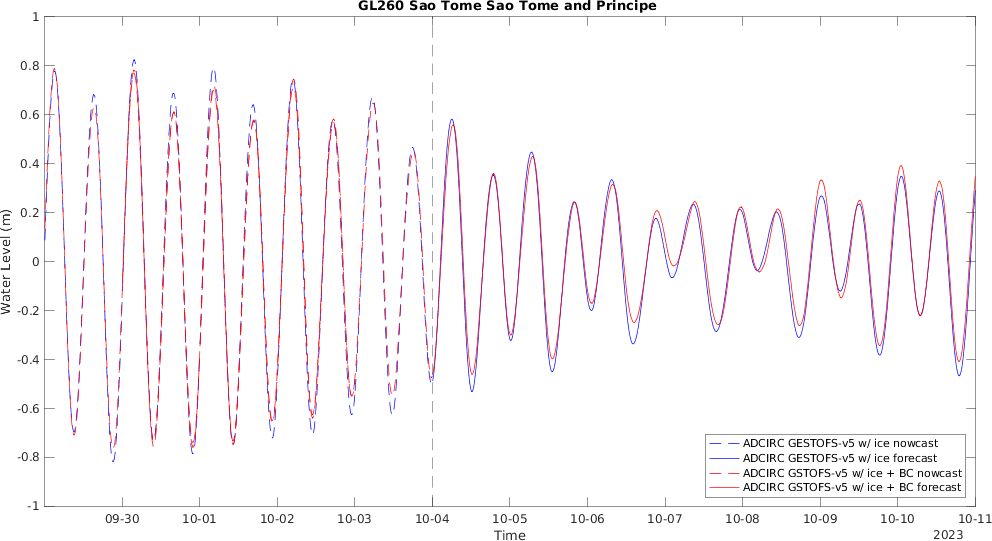 GL260 Sao Tome Sao Tome and Principe
1
0.8
0.6
0.4
0.2
0
-0.2
-0.4
-0.6
-0.8
-1
Water Level (m)
ADCIRC GESTOFS-v5 w/ ice nowcast
ADCIRC GESTOFS-v5 w/ ice forecast
ADCIRC GSTOFS-v5 w/ ice + BC nowcast
ADCIRC GSTOFS-v5 w/ ice + BC forecast
09-30 10-01 10-02 10-03 10-04 10-05 10-06 10-07 10-08 10-09 10-10 10-11
Time
2023